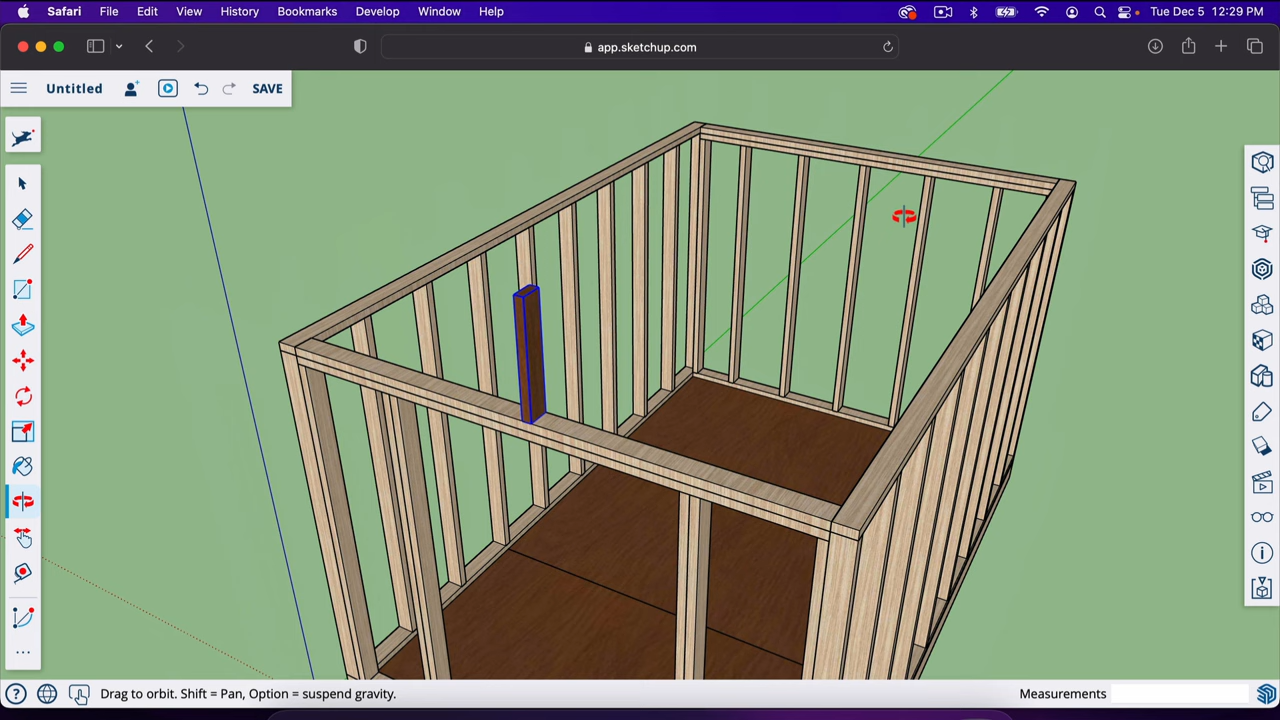 Safari File Edit View History Bookmarks Develop Window Help Tue Dec 5 12:29 PM
app.sketchup.com
Untitled SAVE
Drag to orbit. Shift = Pan, Option = suspend gravity. Measurements